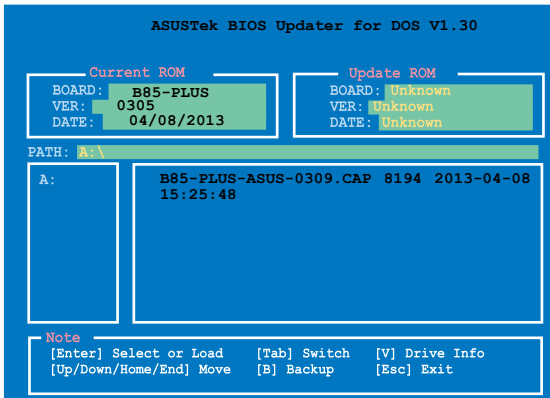 ASUSTek BIOS Updater for DOS V1.30
Current ROM
BOARD: B85-PLUS
VER: 0305
DATE: 04/08/2013
Update ROM
BOARD: Unknown
VER: Unknown
DATE: Unknown
PATH: A:\
A:
B85-PLUS-ASUS-0309.CAP 8194 2013-04-08
15:25:48
Note
[Enter] Select or Load [Tab] Switch [V] Drive Info
[Up/Down/Home/End] Move [B] Backup [Esc] Exit